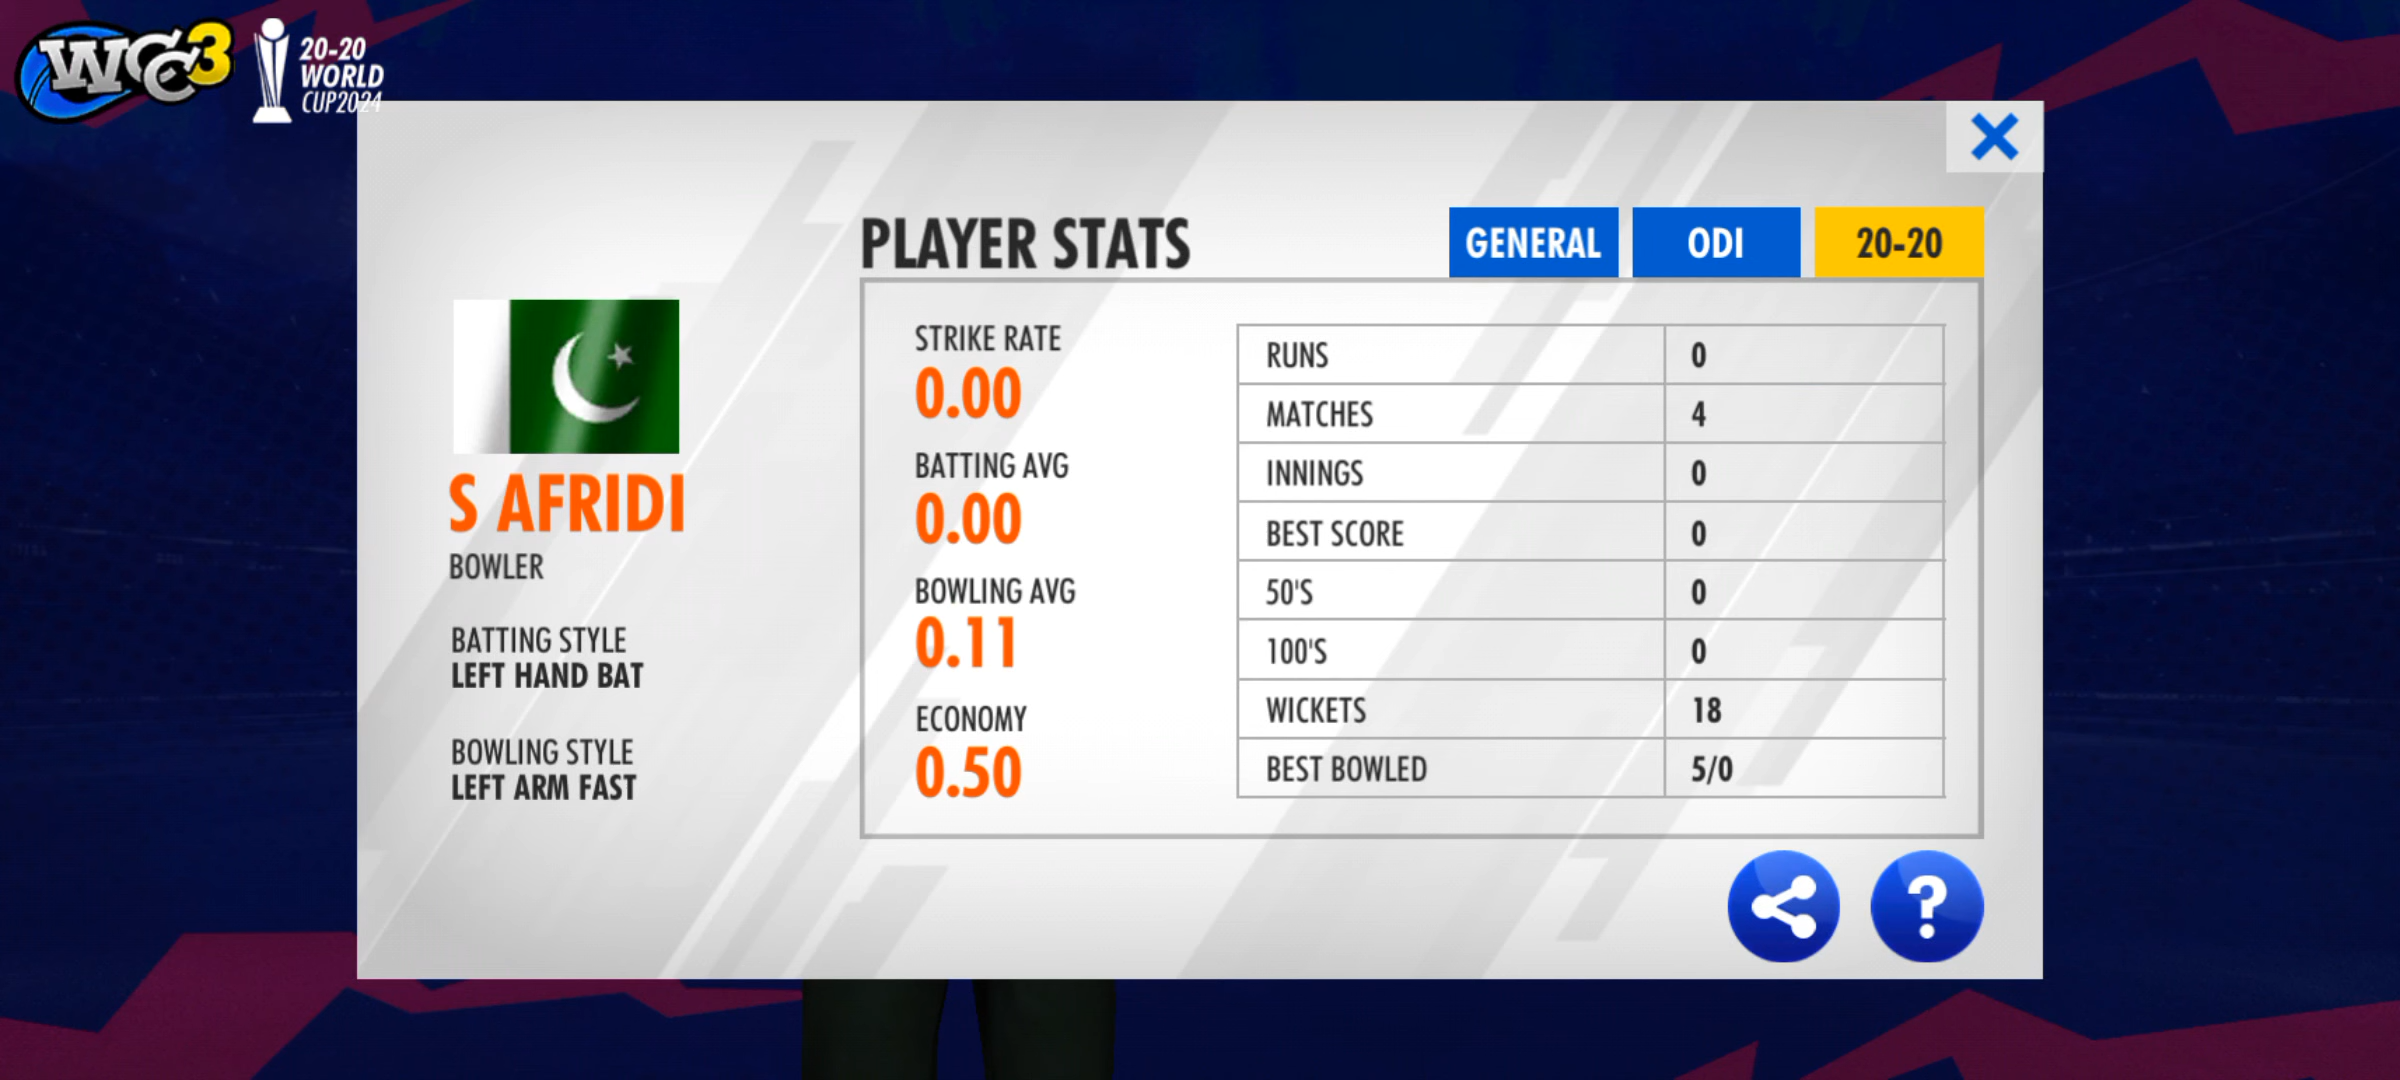 WCC3
20-20
WORLD
CUP2024
PLAYER STATS
GENERAL
ODI
20-20
S AFRIDI
BOWLER
BATTING STYLE
LEFT HAND BAT
BOWLING STYLE
LEFT ARM FAST
STRIKE RATE
0.00
BATTING AVG
0.00
BOWLING AVG
0.11
ECONOMY
0.50
RUNS 0
MATCHES 4
INNINGS 0
BEST SCORE 0
50'S 0
100'S 0
WICKETS 18
BEST BOWLED 5/0
?